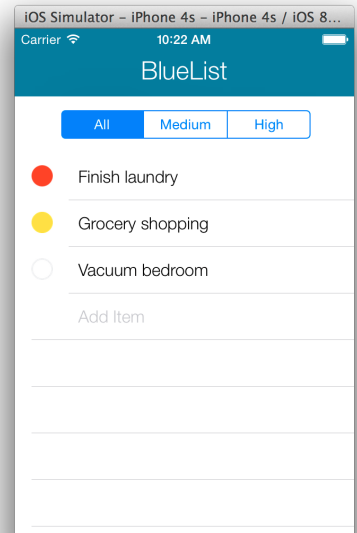 iOS Simulator – iPhone 4s – iPhone 4s / iOS 8...
Carrier 10:22 AM
BlueList
All Medium High
Finish laundry
Grocery shopping
Vacuum bedroom
Add Item